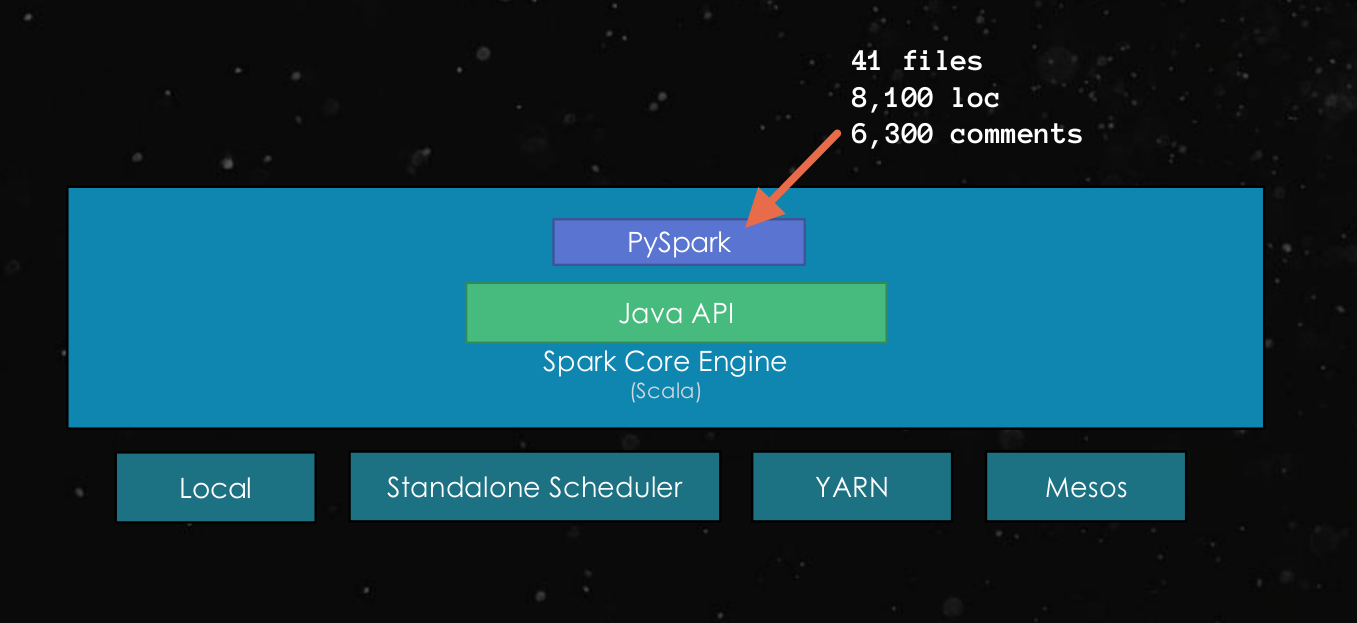 41 files
8,100 loc
6,300 comments
PySpark
Java API
Spark Core Engine
(Scala)
Local
Standalone Scheduler
YARN
Mesos